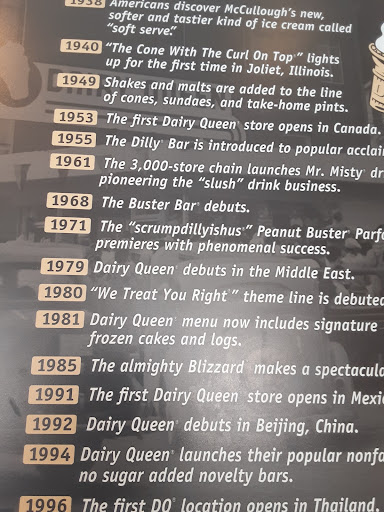 1938 Americans discover McCullough's new,
softer and tastier kind of ice cream called
"soft serve."
1940 "The Cone With The Curl On Top®" lights
up for the first time in Joliet, Illinois.
1949 Shakes and malts are added to the line
of cones, sundaes, and take-home pints.
1953 The first Dairy Queen® store opens in Canada.
1955 The Dilly® Bar is introduced to popular acclai
1961 The 3,000-store chain launches Mr. Misty® dr
pioneering the "slush" drink business.
1968 The Buster Bar® debuts.
1971 The "scrumpdillyishus®" Peanut Buster® Parf
premieres with phenomenal success.
1979 Dairy Queen® debuts in the Middle East.
1980 "We Treat You Right®" theme line is debuted
1981 Dairy Queen® menu now includes signature
frozen cakes and logs.
1985 The almighty Blizzard® makes a spectacula
1991 The first Dairy Queen® store opens in Mexi
1992 Dairy Queen® debuts in Beijing, China.
1994 Dairy Queen® launches their popular nonfa
no sugar added novelty bars.
1996 The first DQ® location opens in Thailand.